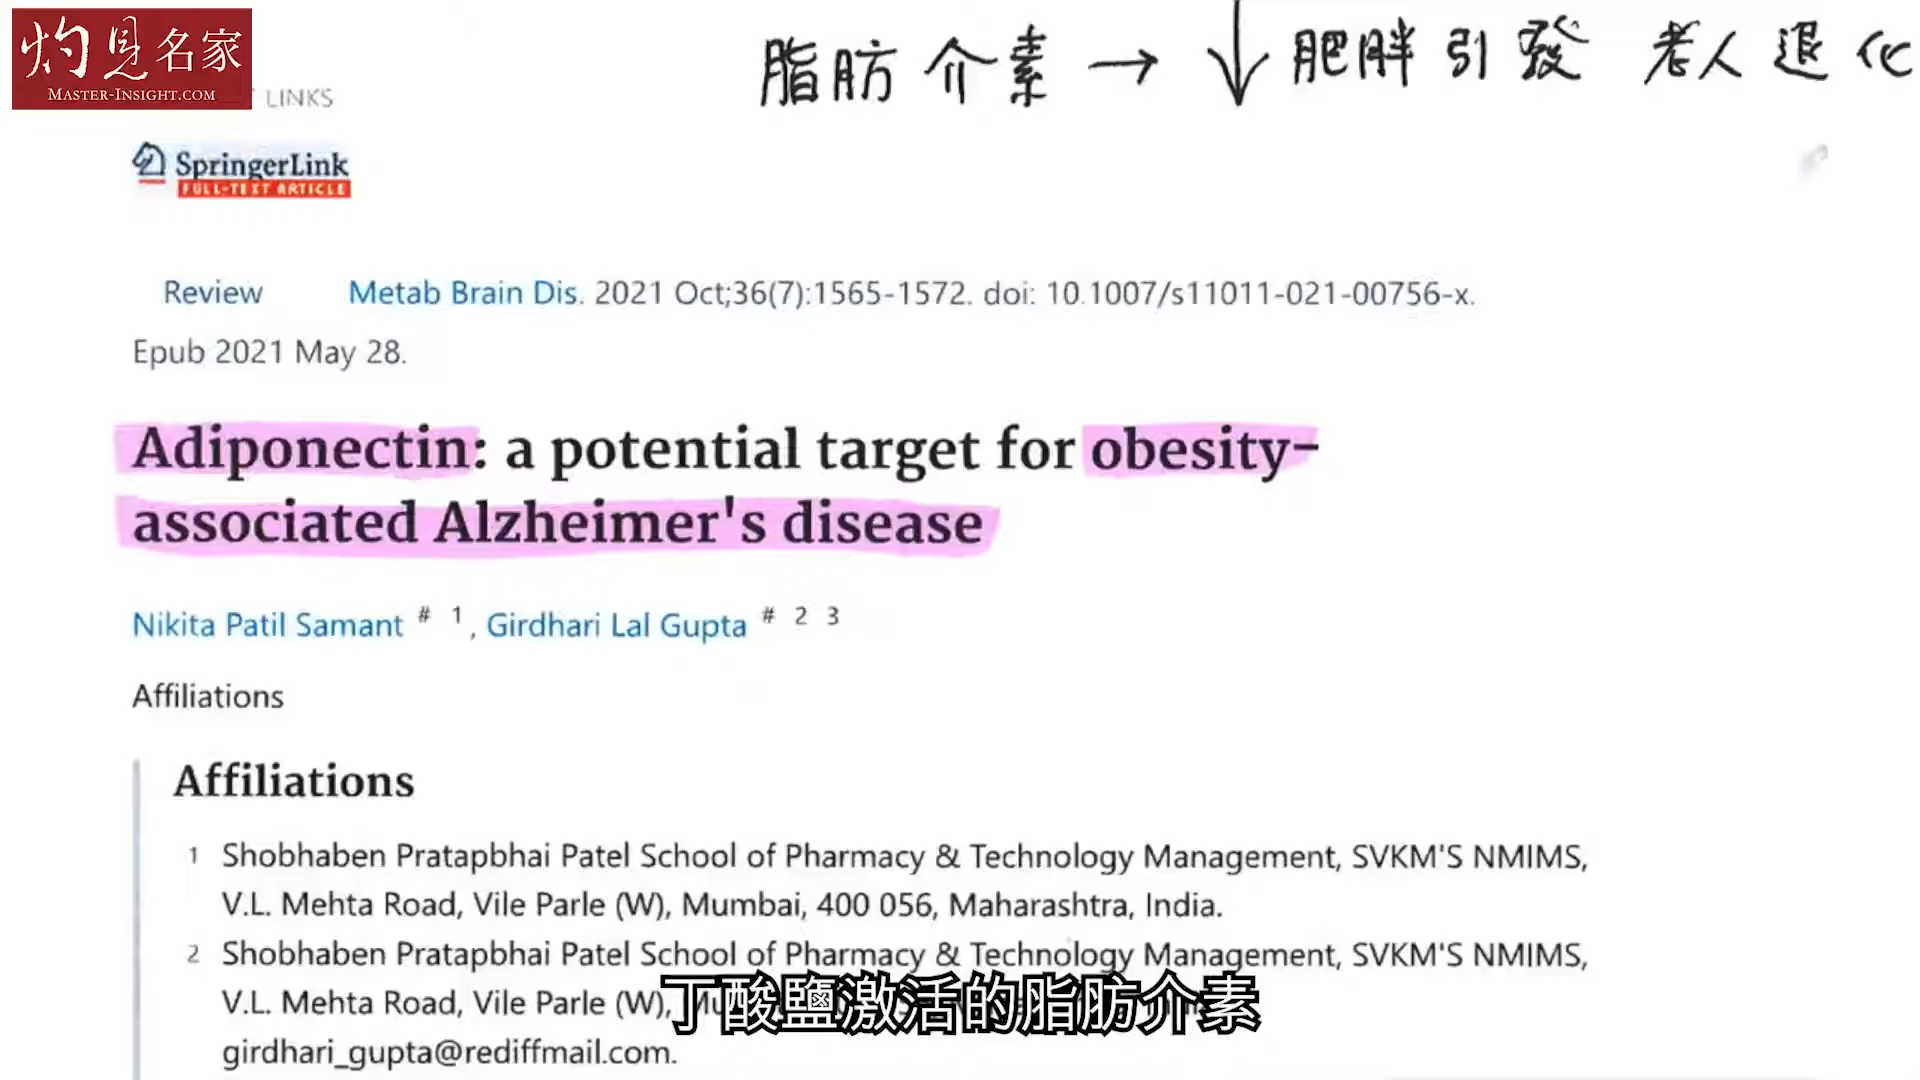 灼見名家
MASTER-INSIGHT.COM
LINKS
脂肪介素 → ↓ 肥胖引發 老人退化
SpringerLink
FULL-TEXT ARTICLE
Review Metab Brain Dis. 2021 Oct;36(7):1565-1572. doi: 10.1007/s11011-021-00756-x.
Epub 2021 May 28.
Adiponectin: a potential target for obesity-
associated Alzheimer's disease
Nikita Patil Samant # 1, Girdhari Lal Gupta # 2 3
Affiliations
Affiliations
1 Shobhaben Pratapbhai Patel School of Pharmacy & Technology Management, SVKM'S NMIMS,
V.L. Mehta Road, Vile Parle (W), Mumbai, 400 056, Maharashtra, India.
2 Shobhaben Pratapbhai Patel School of Pharmacy & Technology Management, SVKM'S NMIMS,
V.L. Mehta Road, Vile Parle (W),
丁酸鹽激活的脂肪介素
girdhari_gupta@rediffmail.com.